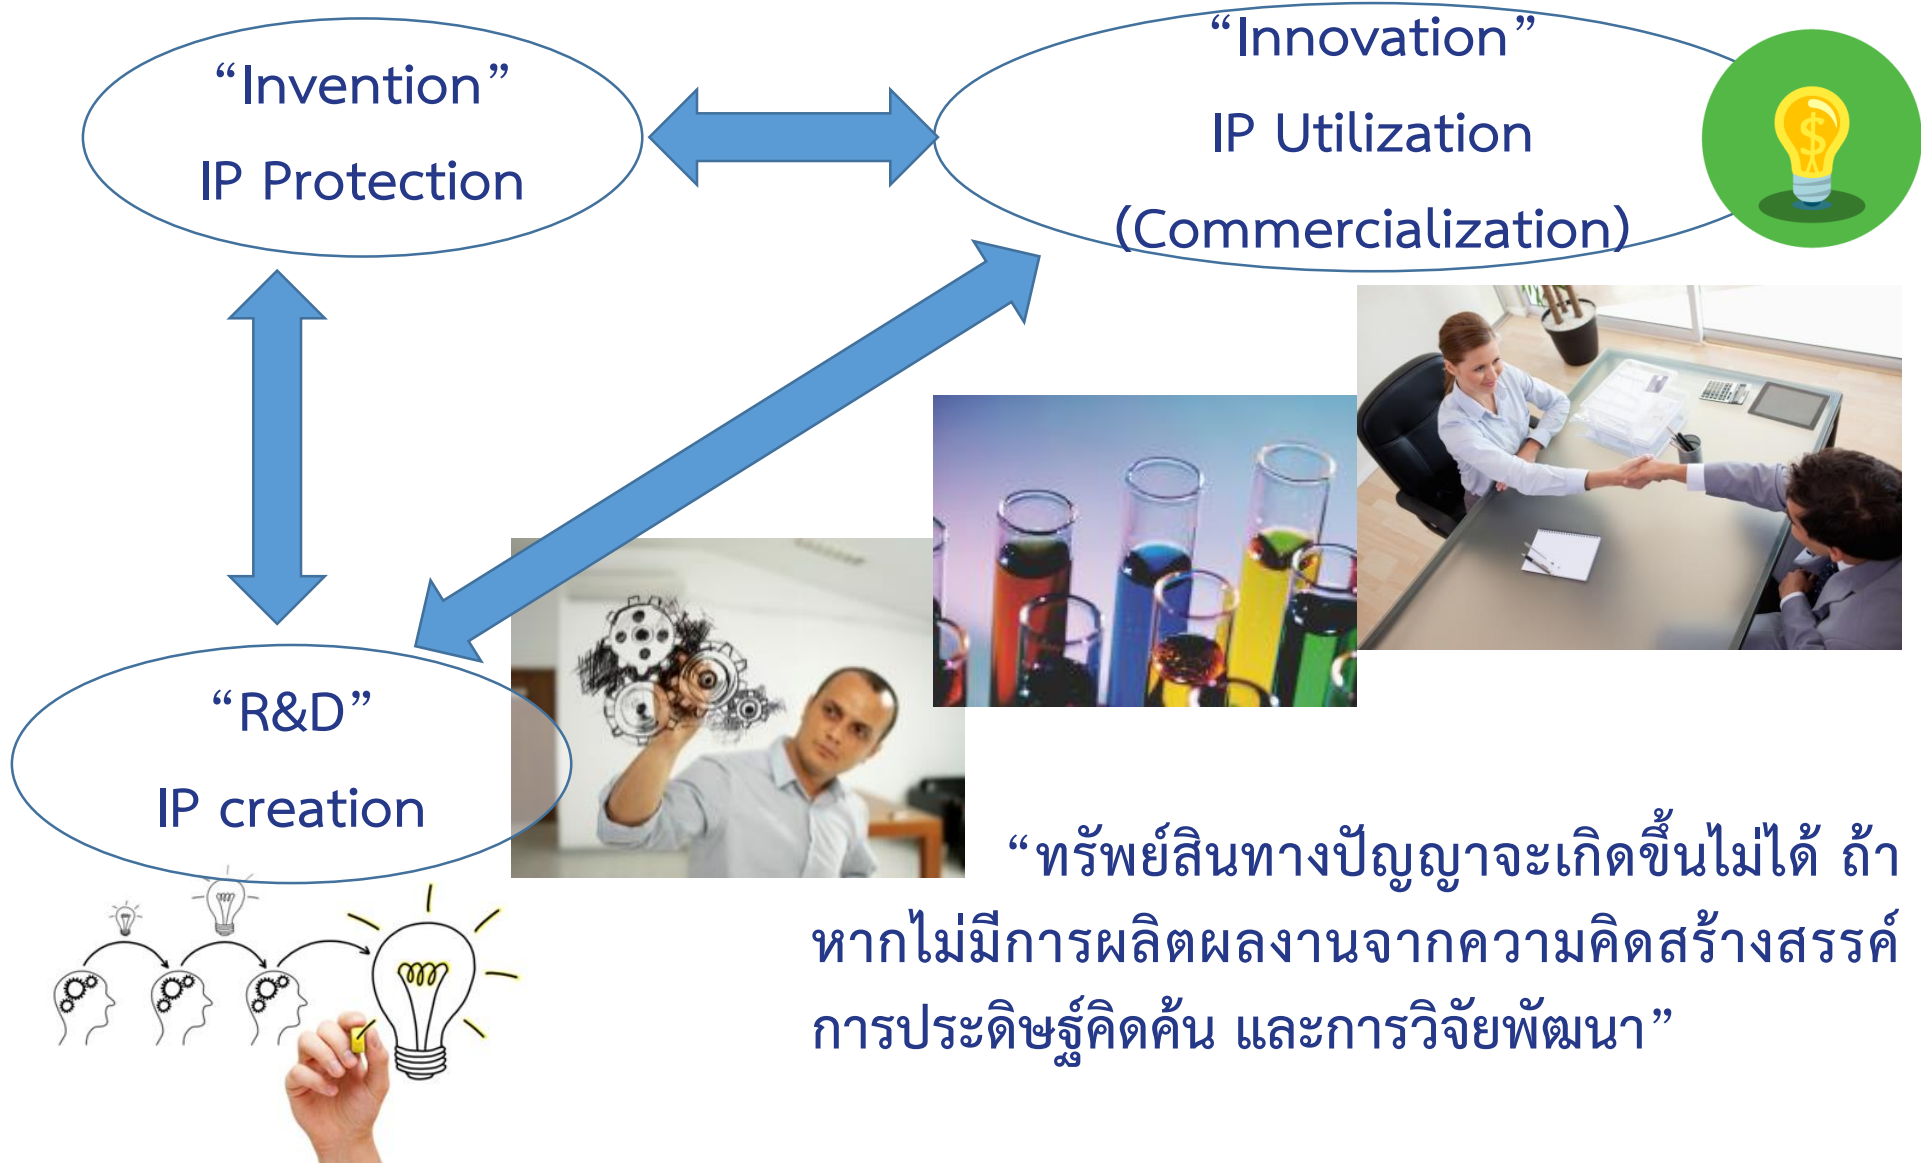 “Invention”
IP Protection
“Innovation”
IP Utilization
(Commercialization)
“R&D”
IP creation
“ทรัพย์สินทางปัญญาจะเกิดขึ้นไม่ได้ ถ้า
หากไม่มีการผลิตผลงานจากความคิดสร้างสรรค์
การประดิษฐ์คิดค้น และการวิจัยพัฒนา”